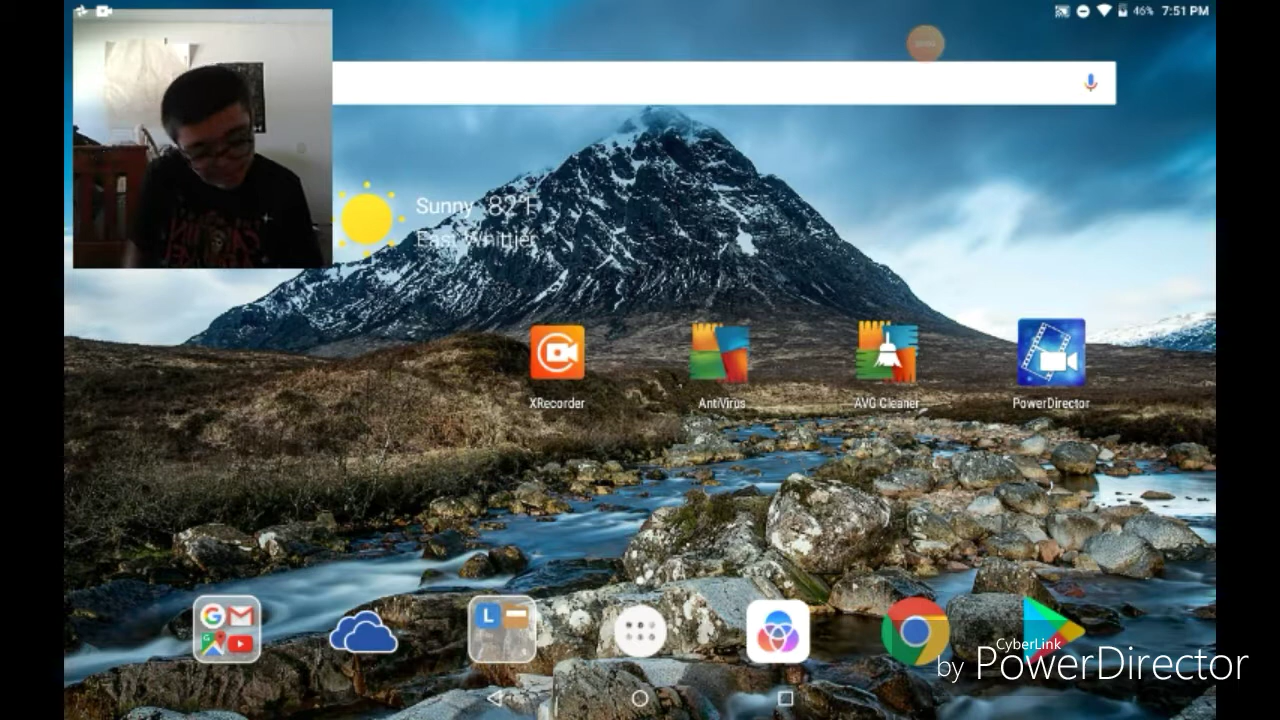 46% 7:51 PM
Sunny 82°F
East Whittier
XRecorder
AntiVirus
AVG Cleaner
PowerDirector
L
CyberLink
by PowerDirector